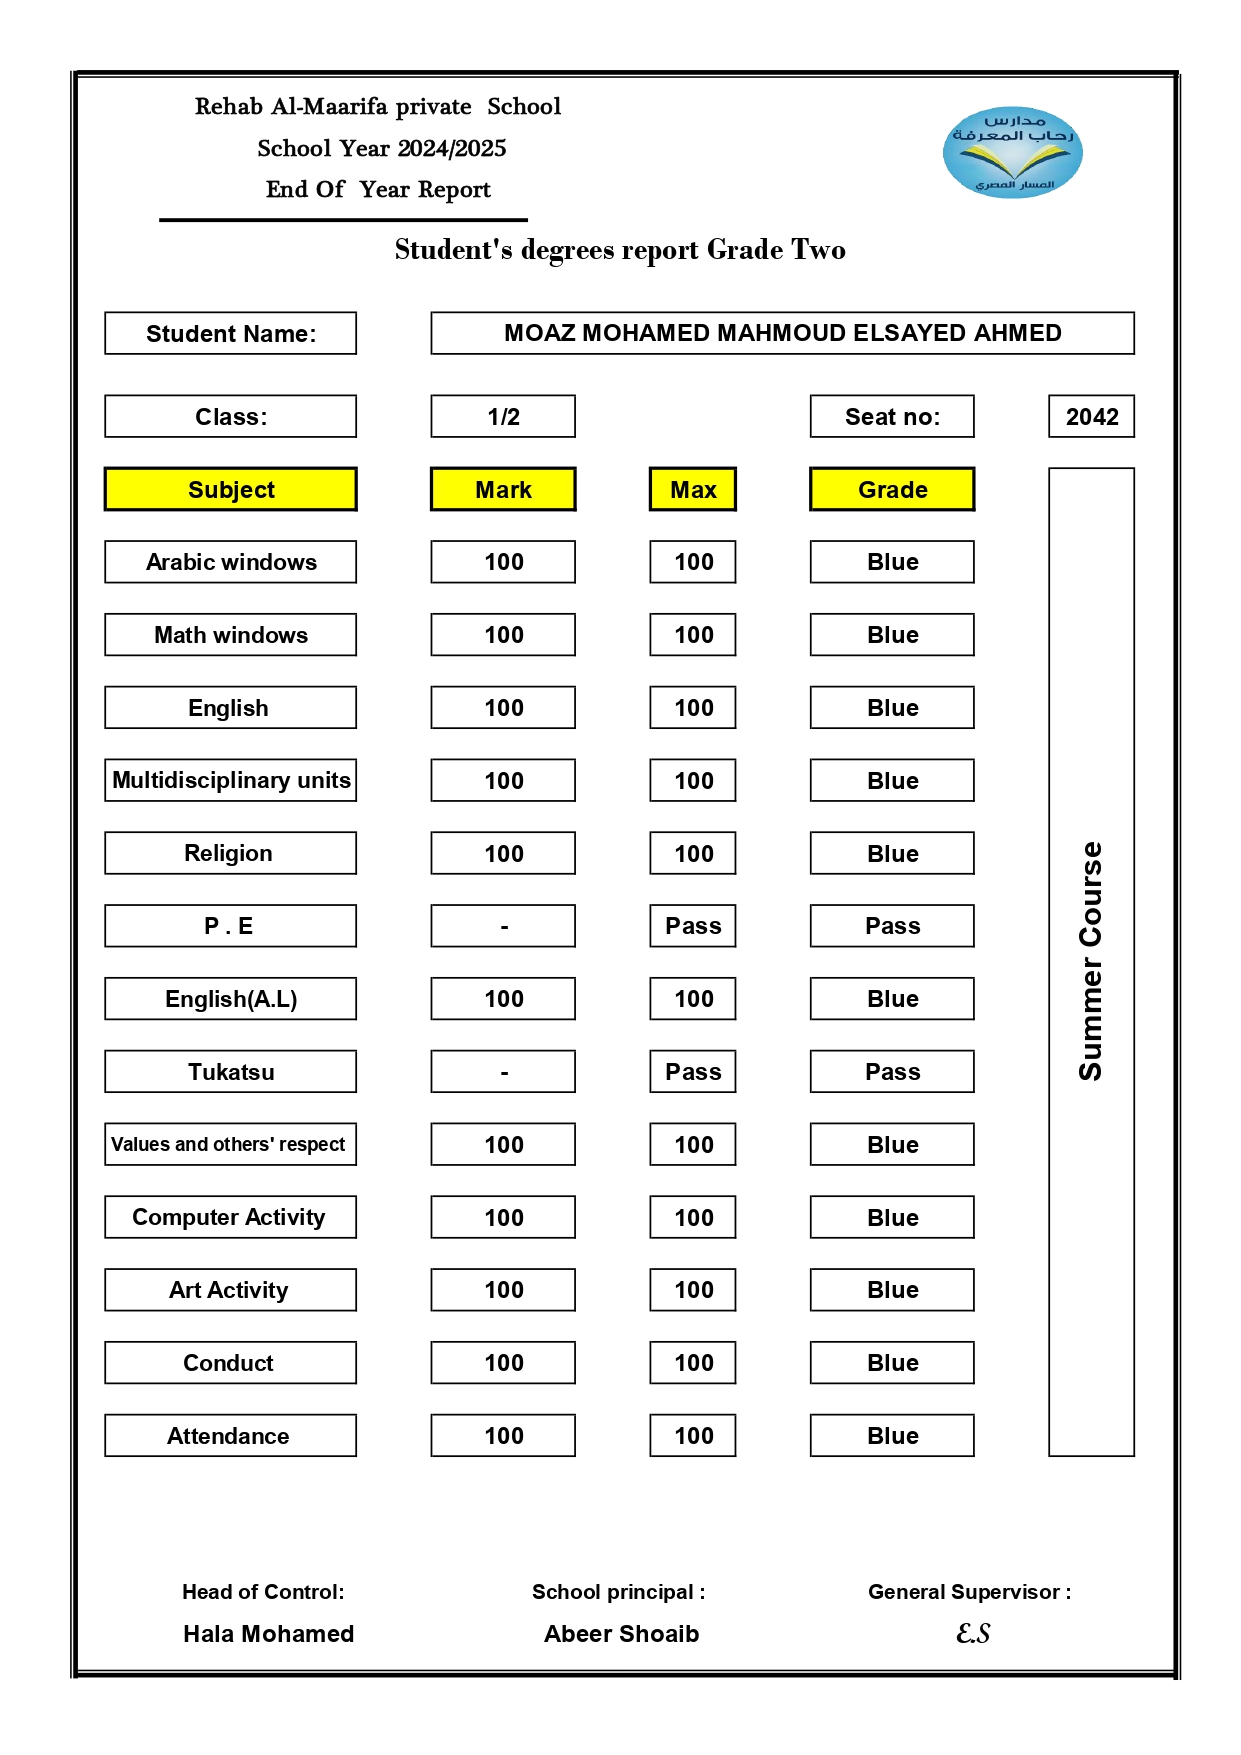 Rehab Al-Maarifa private School
School Year 2024/2025
End Of Year Report
مدارس
رحاب المعرفة
المسار المصري
Student's degrees report Grade Two
Student Name: MOAZ MOHAMED MAHMOUD ELSAYED AHMED
Class: 1/2 Seat no: 2042
Subject Mark Max Grade
Arabic windows 100 100 Blue
Math windows 100 100 Blue
English 100 100 Blue
Multidisciplinary units 100 100 Blue
Religion 100 100 Blue
P . E - Pass Pass
English(A.L) 100 100 Blue
Tukatsu - Pass Pass
Values and others' respect 100 100 Blue
Computer Activity 100 100 Blue
Art Activity 100 100 Blue
Conduct 100 100 Blue
Attendance 100 100 Blue
Summer Course
Head of Control: School principal : General Supervisor :
Hala Mohamed Abeer Shoaib E.S